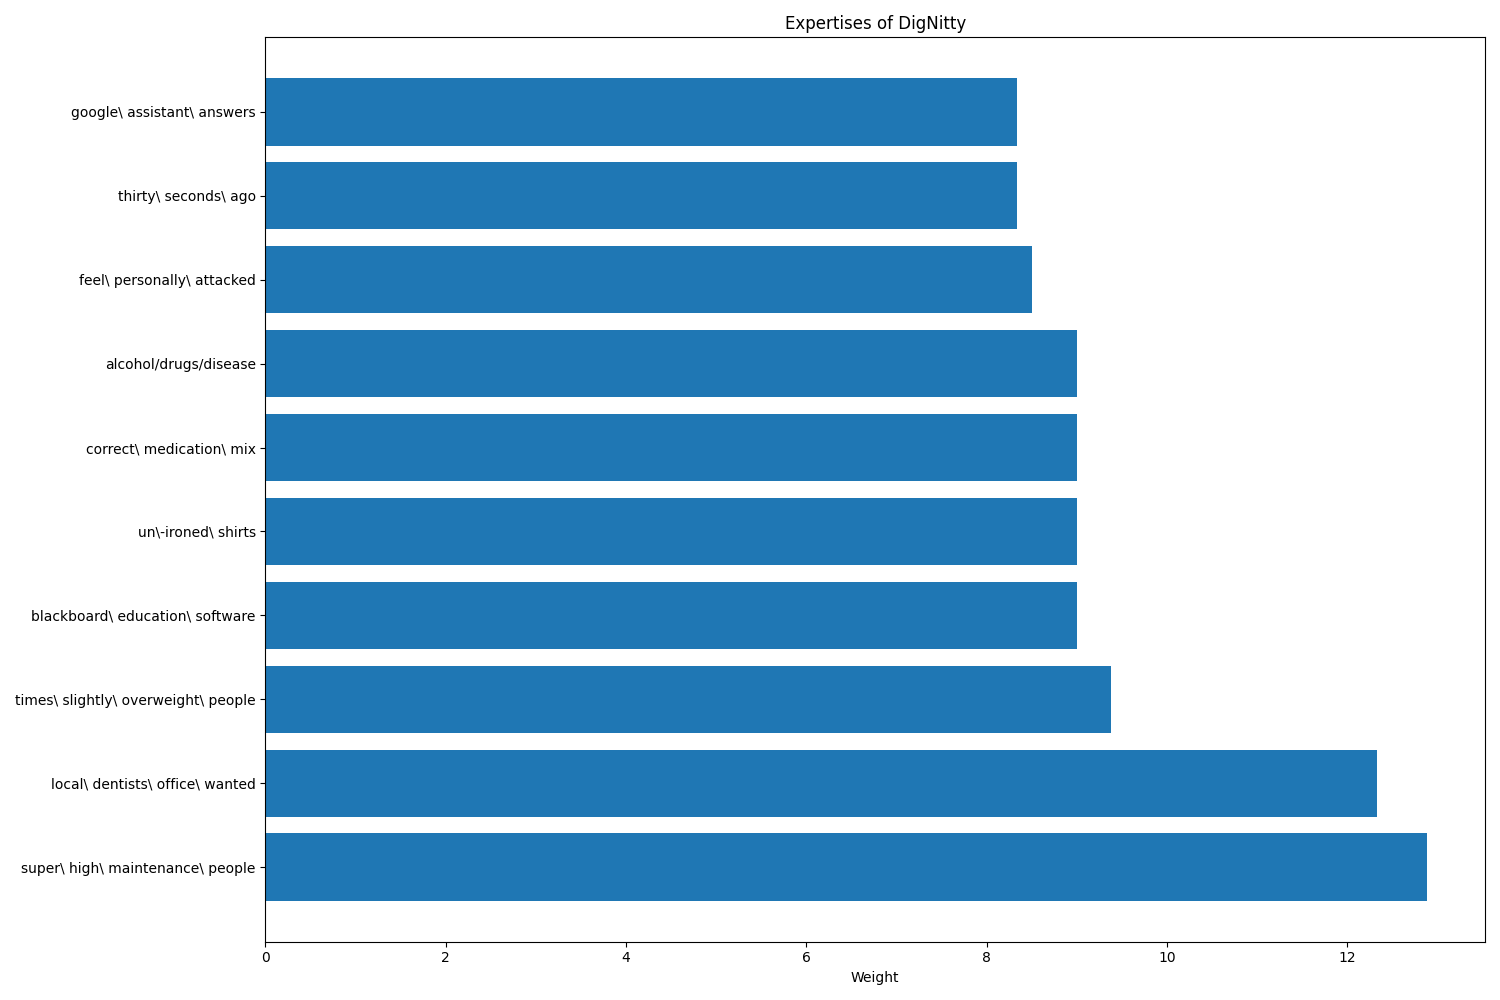 Expertises of DigNitty
google\ assistant\ answers
thirty\ seconds\ ago
feel\ personally\ attacked
alcohol/drugs/disease
correct\ medication\ mix
un\-ironed\ shirts
blackboard\ education\ software
times\ slightly\ overweight\ people
local\ dentists\ office\ wanted
super\ high\ maintenance\ people
0 2 4 6 8 10 12
Weight